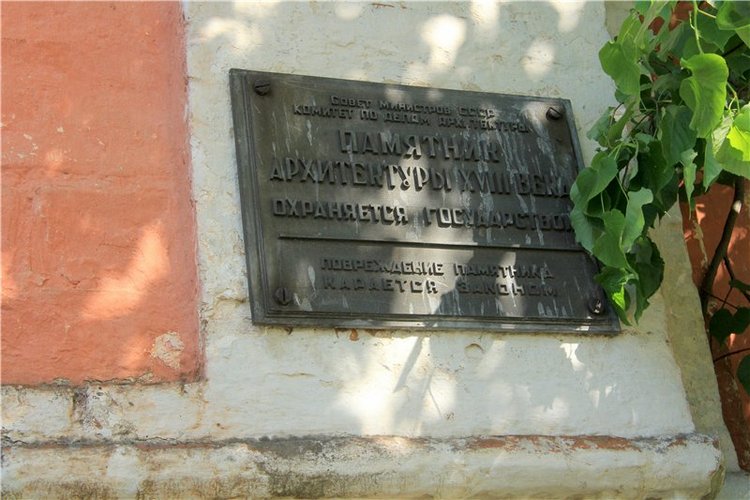 Совет Министров СССР
Комитет по делам архитектуры
ПАМЯТНИК
АРХИТЕКТУРЫ XVIII ВЕКА
ОХРАНЯЕТСЯ ГОСУДАРСТВОМ
ПОВРЕЖДЕНИЕ ПАМЯТНИКА
КАРАЕТСЯ ЗАКОНОМ